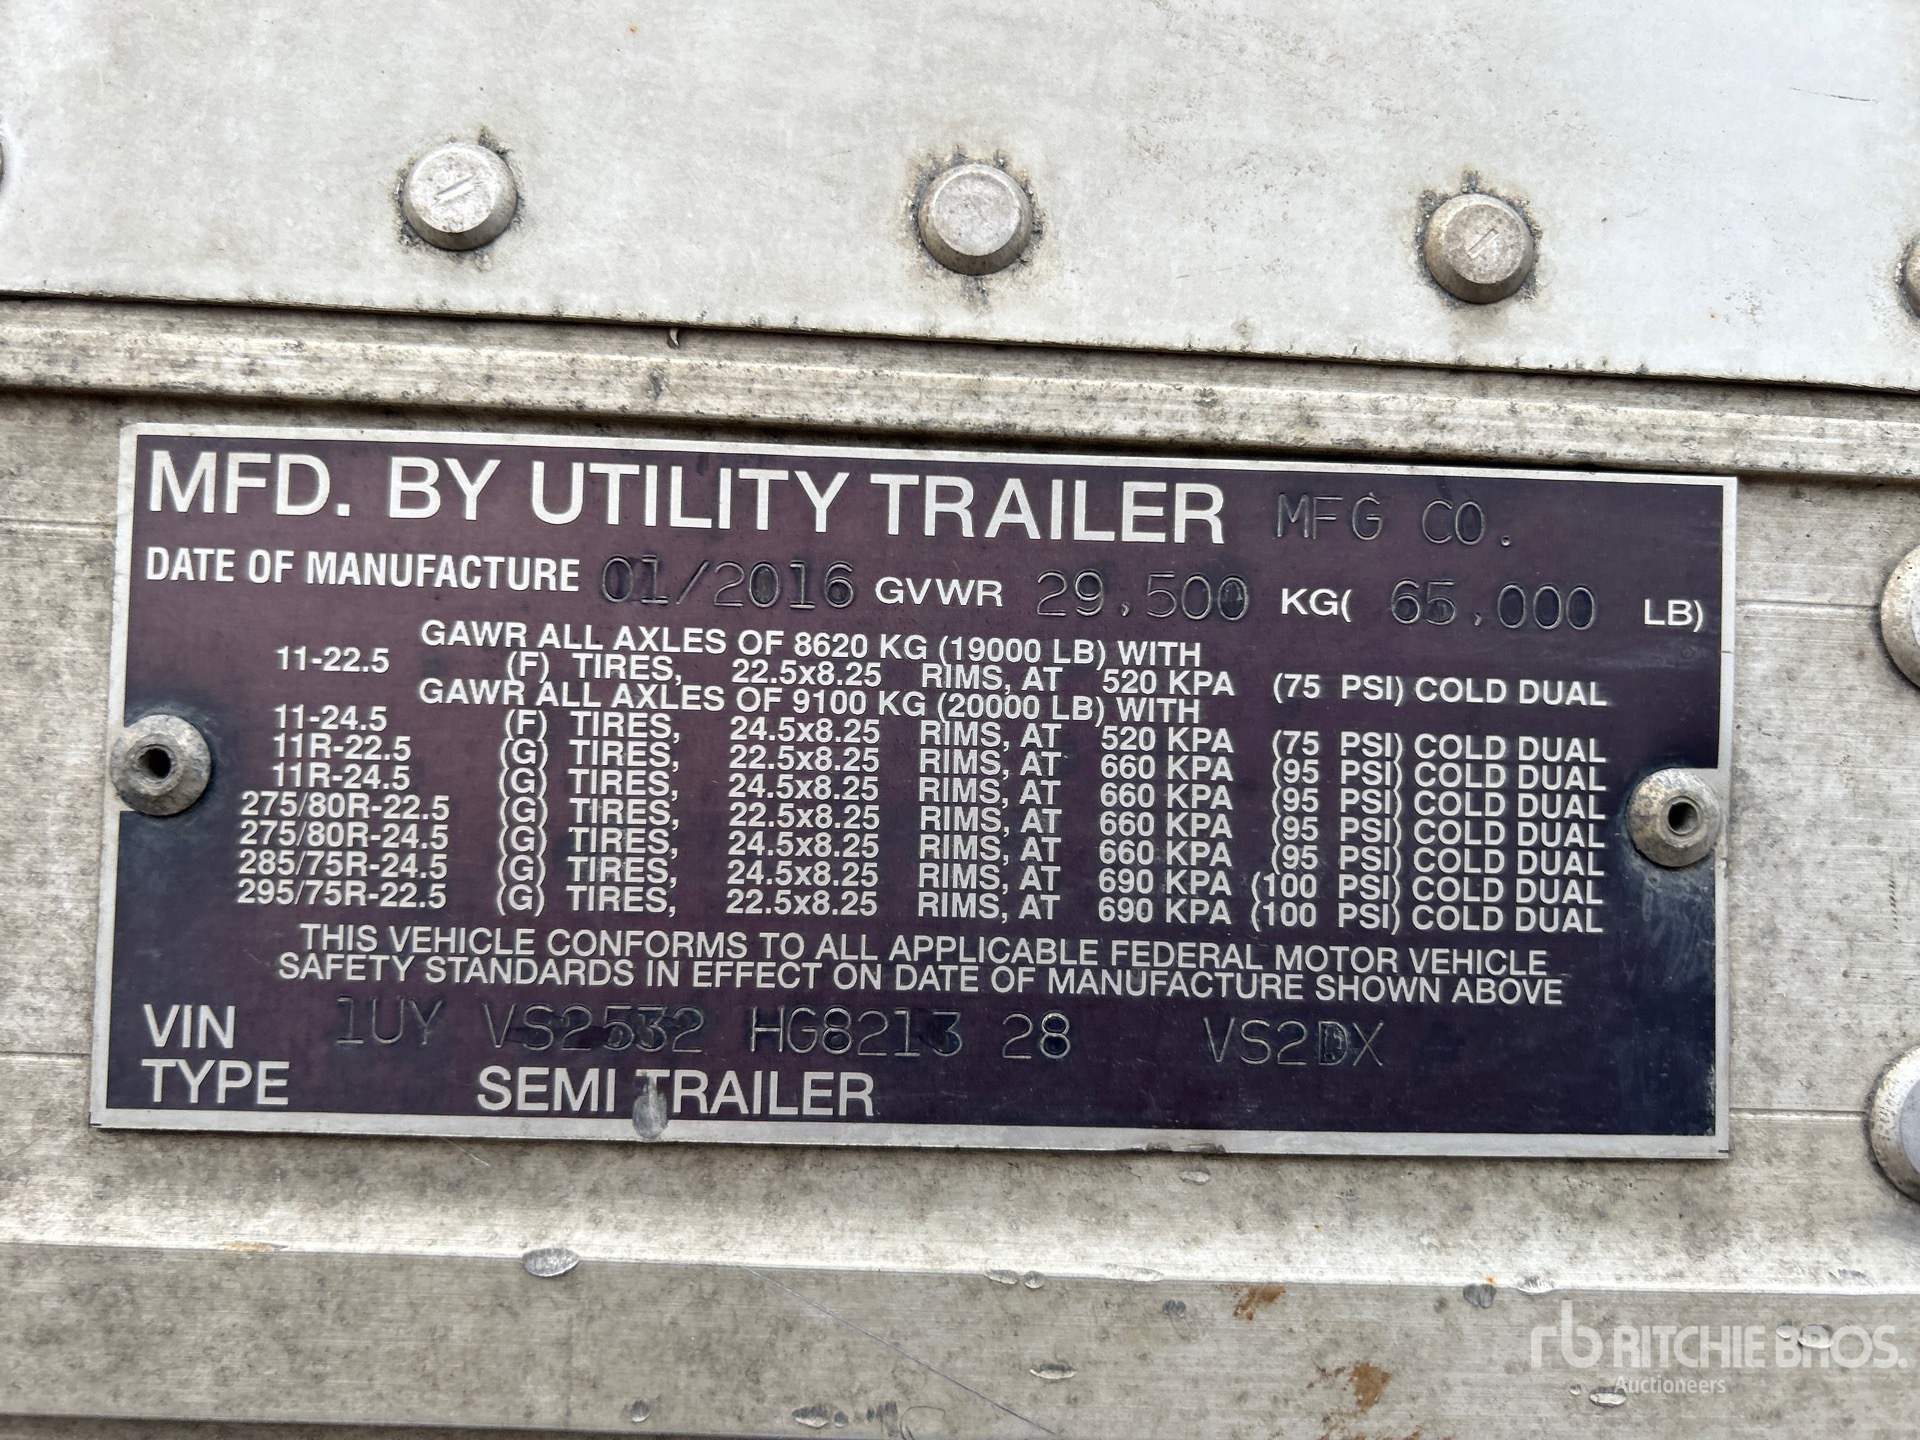 MFD. BY UTILITY TRAILER MFG CO.
DATE OF MANUFACTURE 01/2016 GVWR 29,500 KG( 65,000 LB)
GAWR ALL AXLES OF 8620 KG (19000 LB) WITH
11-22.5 (F) TIRES, 22.5x8.25 RIMS, AT 520 KPA (75 PSI) COLD DUAL
GAWR ALL AXLES OF 9100 KG (20000 LB) WITH
11-24.5 (F) TIRES, 24.5x8.25 RIMS, AT 520 KPA (75 PSI) COLD DUAL
11R-22.5 (G) TIRES, 22.5x8.25 RIMS, AT 660 KPA (95 PSI) COLD DUAL
11R-24.5 (G) TIRES, 24.5x8.25 RIMS, AT 660 KPA (95 PSI) COLD DUAL
275/80R-22.5 (G) TIRES, 22.5x8.25 RIMS, AT 660 KPA (95 PSI) COLD DUAL
275/80R-24.5 (G) TIRES, 24.5x8.25 RIMS, AT 660 KPA (95 PSI) COLD DUAL
285/75R-24.5 (G) TIRES, 24.5x8.25 RIMS, AT 690 KPA (100 PSI) COLD DUAL
295/75R-22.5 (G) TIRES, 22.5x8.25 RIMS, AT 690 KPA (100 PSI) COLD DUAL
THIS VEHICLE CONFORMS TO ALL APPLICABLE FEDERAL MOTOR VEHICLE
SAFETY STANDARDS IN EFFECT ON DATE OF MANUFACTURE SHOWN ABOVE
VIN 1UY VS2532 HG8213 28 VS2DX
TYPE SEMI TRAILER
rb RITCHIE BROS.
Auctioneers